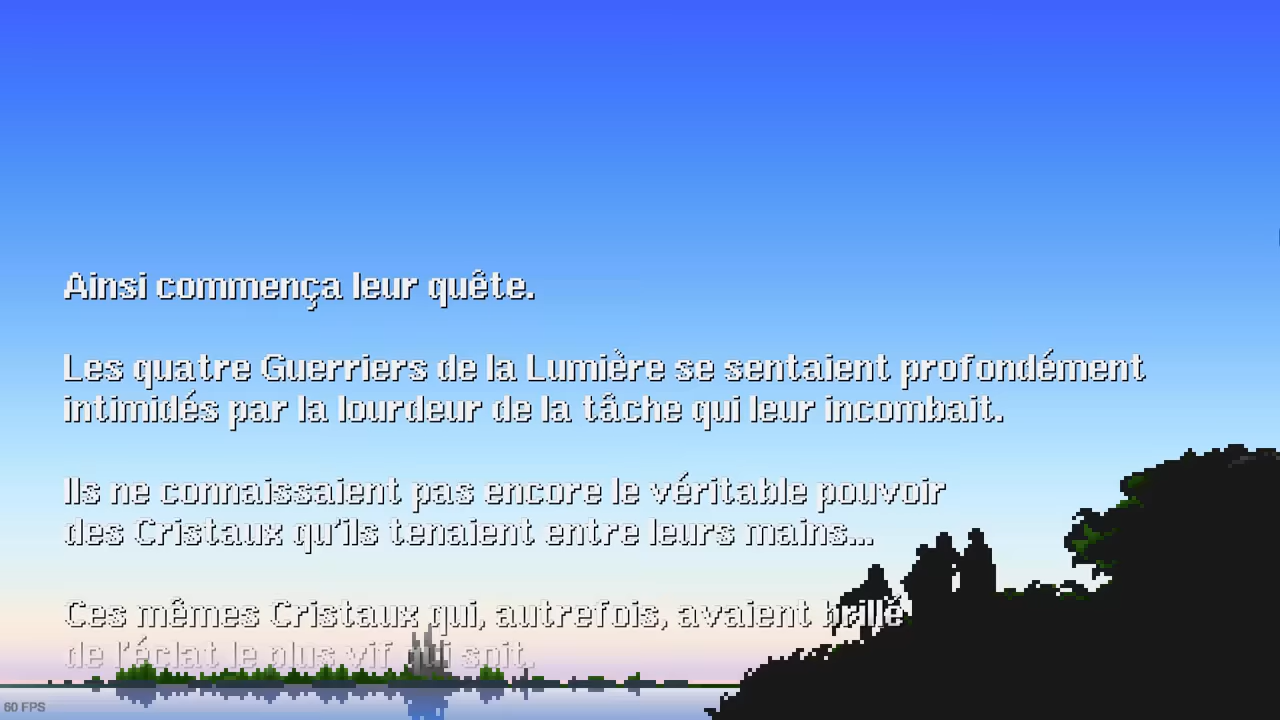 Ainsi commença leur quête.
Les quatre Guerriers de la Lumière se sentaient profondément
intimidés par la lourdeur de la tâche qui leur incombait.
Ils ne connaissaient pas encore le véritable pouvoir
des Cristaux qu'ils tenaient entre leurs mains...
Ces mêmes Cristaux qui, autrefois, avaient brillé
de l'éclat le plus vif qui soit.
60 FPS